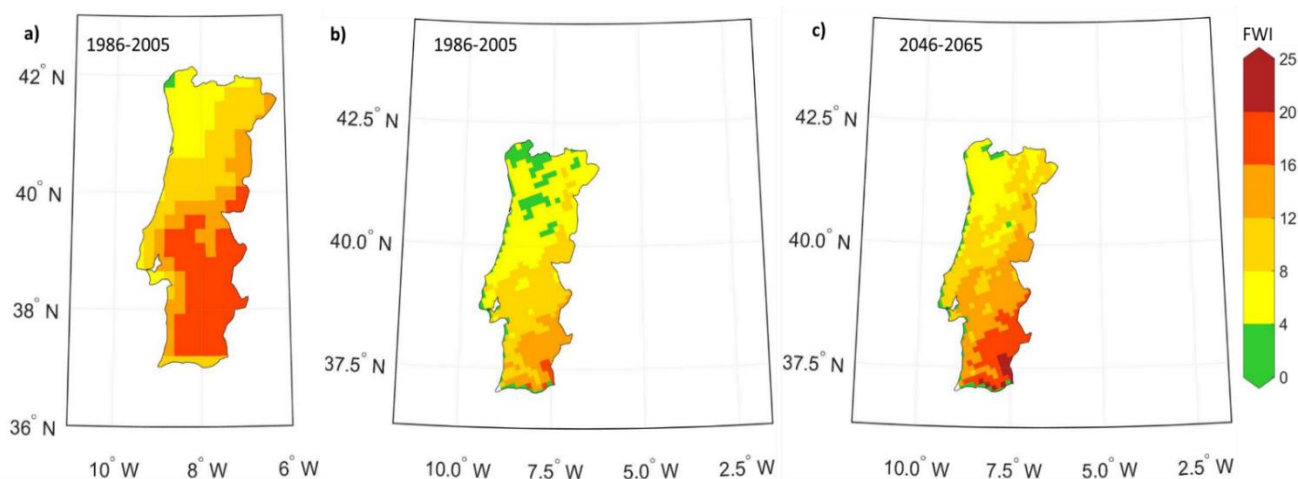 a)
1986-2005
42° N
40° N
38° N
36° N
10° W
8° W
6° W
b)
1986-2005
42.5° N
40.0° N
37.5° N
10.0° W
7.5° W
5.0° W
2.5° W
c)
2046-2065
42.5° N
40.0° N
37.5° N
10.0° W
7.5° W
5.0° W
2.5° W
FWI
25
20
16
12
8
4
0